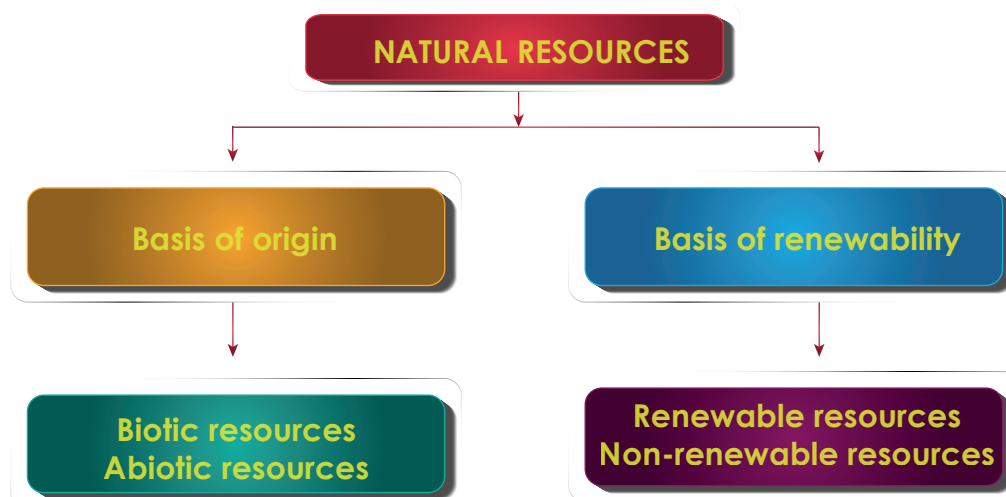 NATURAL RESOURCES
Basis of origin
Basis of renewability
Biotic resources
Abiotic resources
Renewable resources
Non-renewable resources